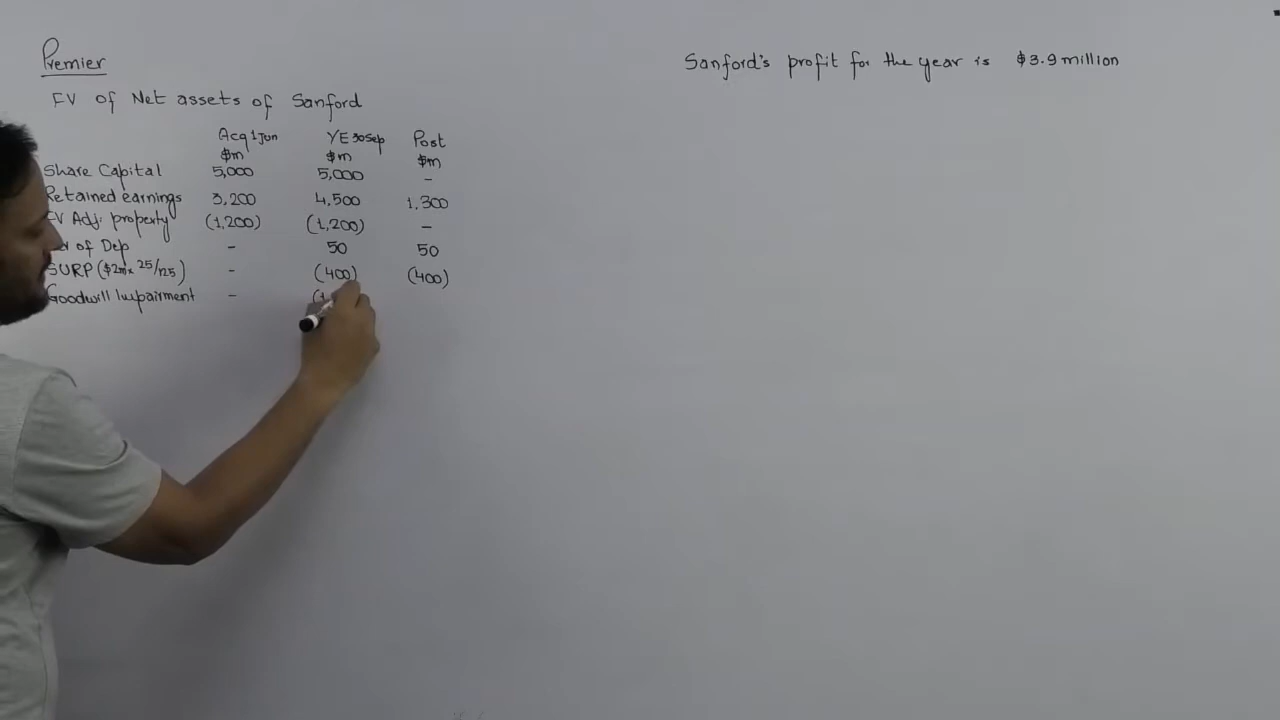 Premier
FV of Net assets of Sanford
Acq 1 Jun YE 30 Sep Post
$m $m $m
Share Capital 5,000 5,000 -
Retained earnings 3,200 4,500 1,300
FV Adj. property (1,200) (1,200) -
of Dep - 50 50
SURP ($2m x 25/125) - (400) (400)
Goodwill Impairment -
Sanford's profit for the year is $3.9 million